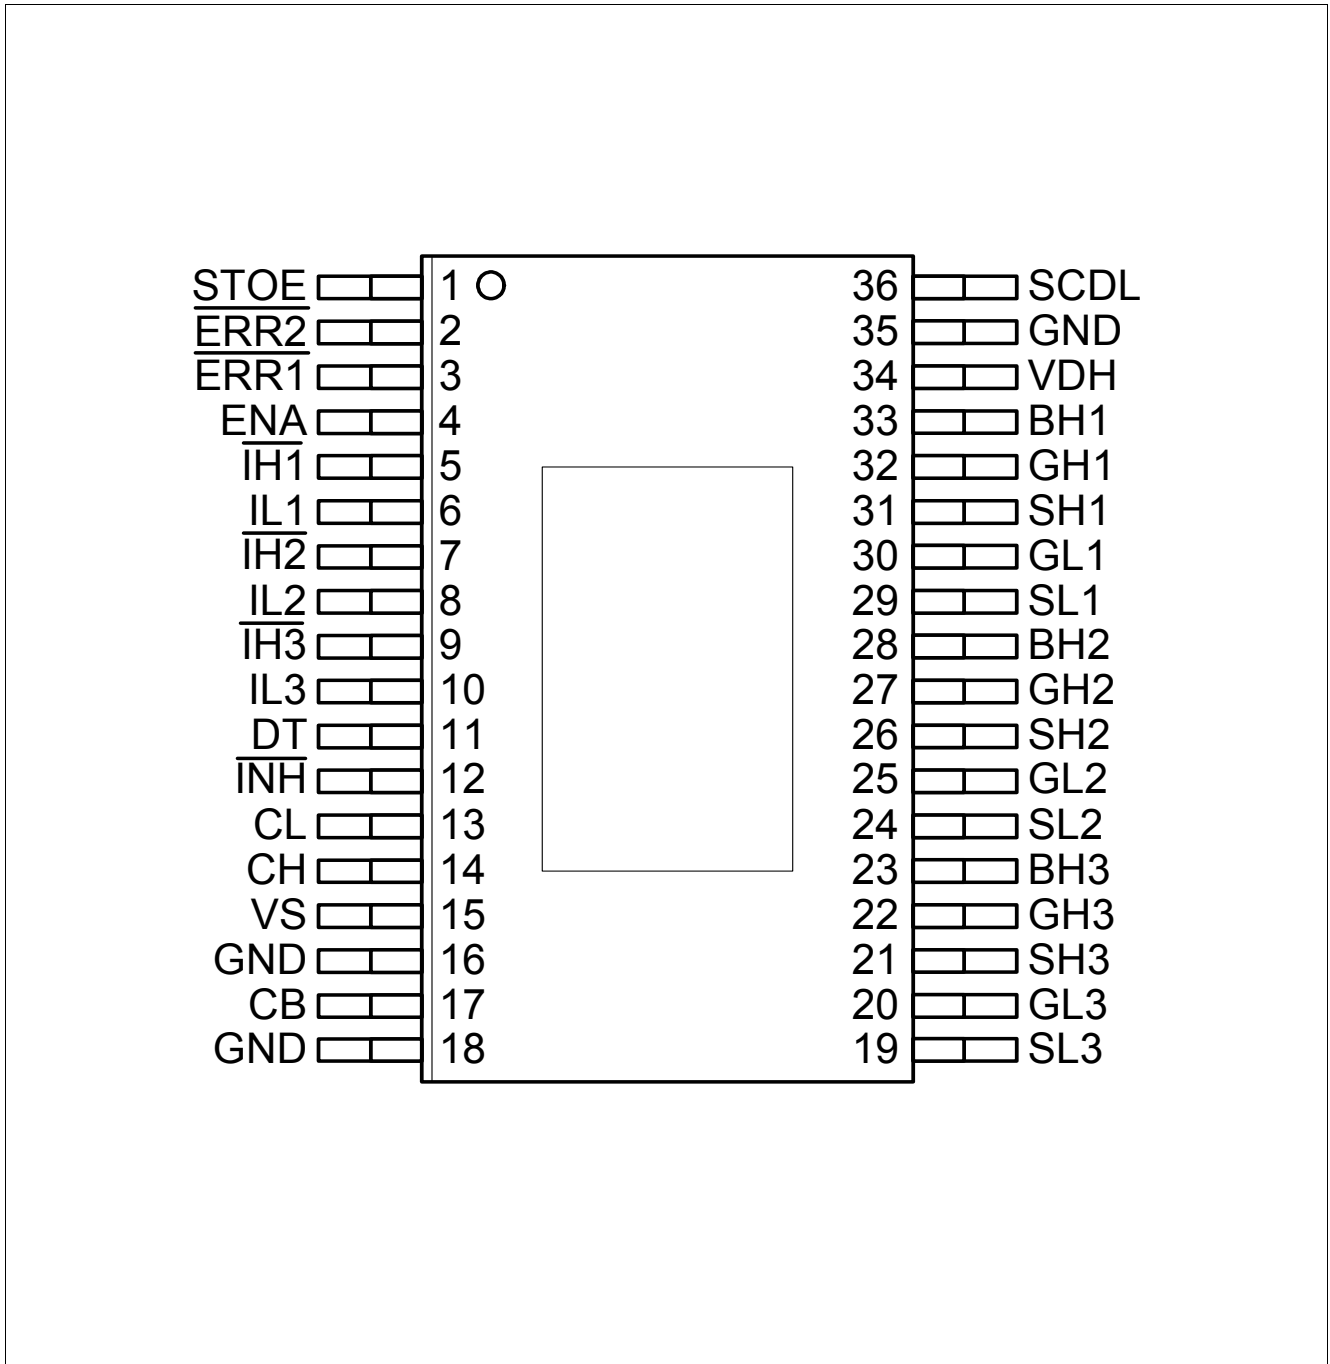 STOE 1 36 SCDL
ERR2 2 35 GND
ERR1 3 34 VDH
ENA 4 33 BH1
IH1 5 32 GH1
IL1 6 31 SH1
IH2 7 30 GL1
IL2 8 29 SL1
IH3 9 28 BH2
IL3 10 27 GH2
DT 11 26 SH2
INH 12 25 GL2
CL 13 24 SL2
CH 14 23 BH3
VS 15 22 GH3
GND 16 21 SH3
CB 17 20 GL3
GND 18 19 SL3